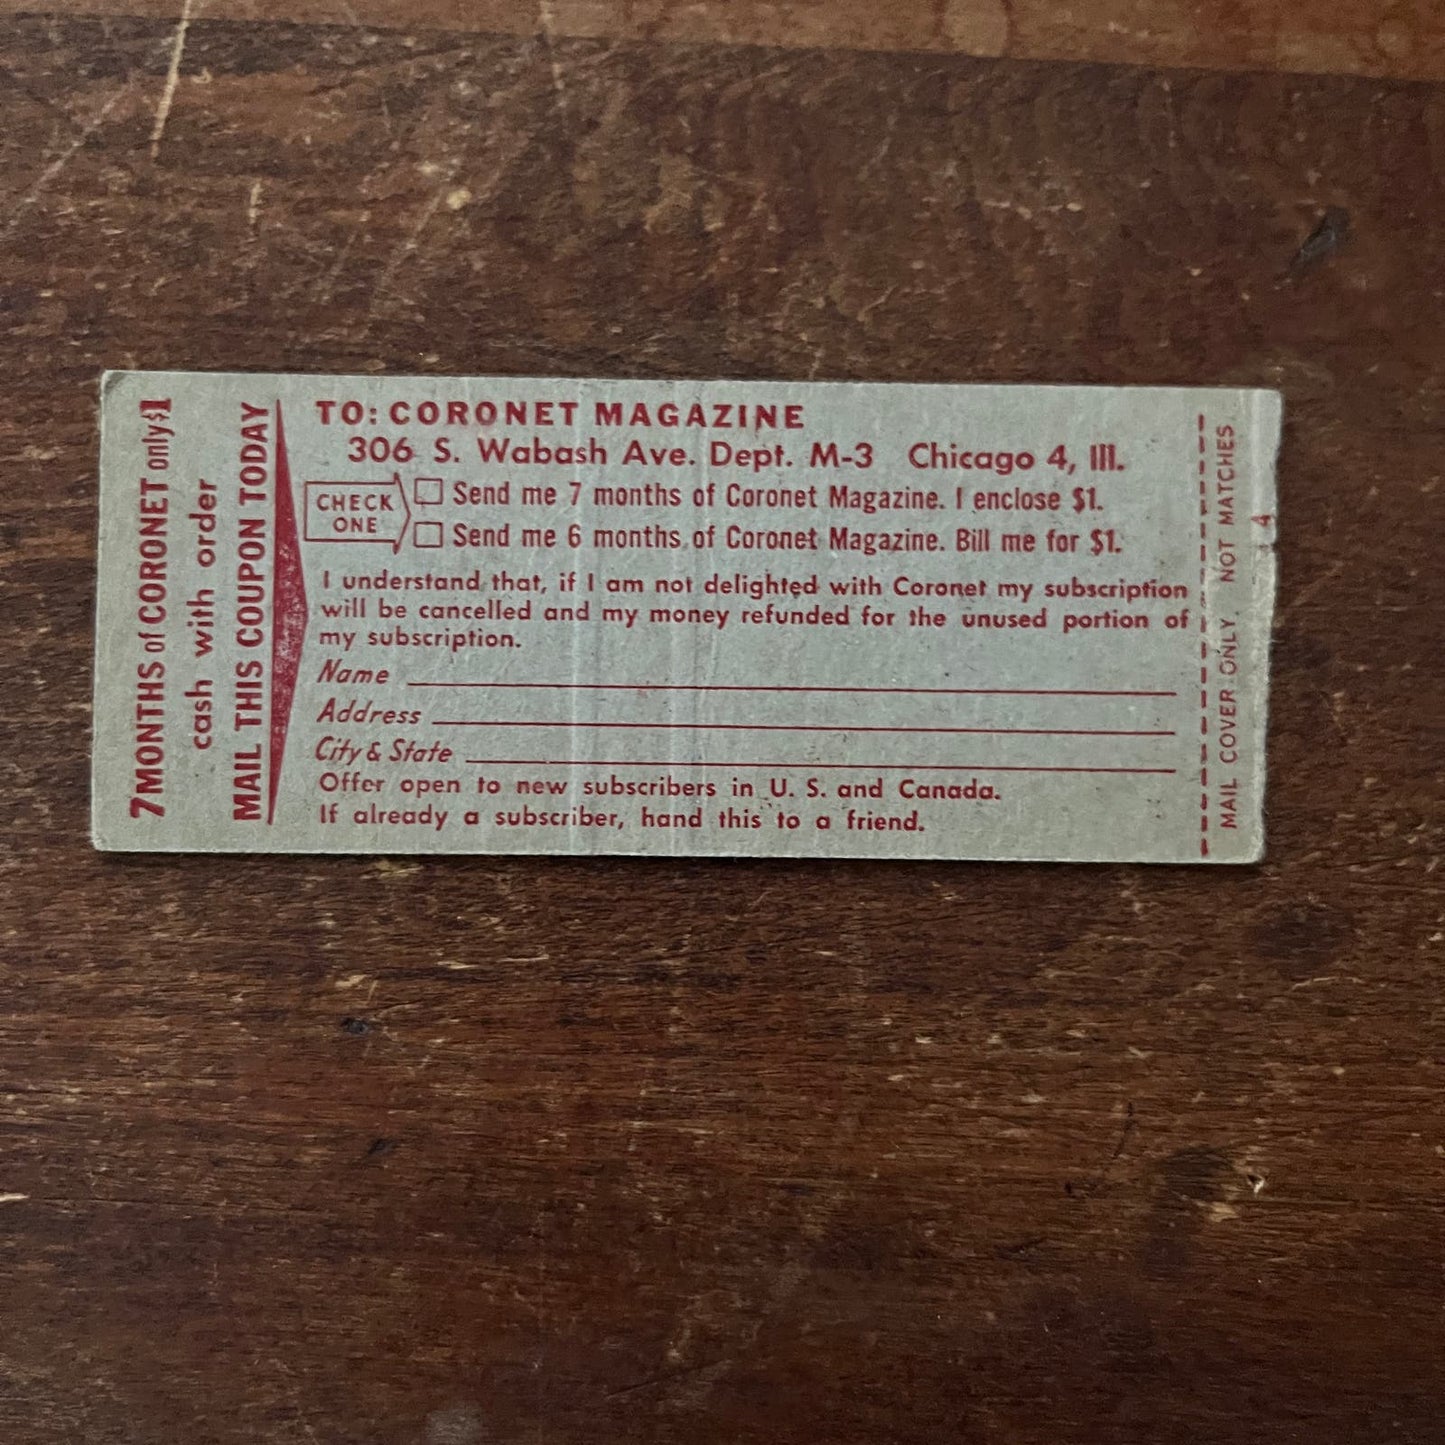 7 MONTHS of CORONET only $1
cash with order
MAIL THIS COUPON TODAY
TO: CORONET MAGAZINE
306 S. Wabash Ave. Dept. M-3 Chicago 4, Ill.
CHECK
ONE
Send me 7 months of Coronet Magazine. I enclose $1.
Send me 6 months of Coronet Magazine. Bill me for $1.
I understand that, if I am not delighted with Coronet my subscription
will be cancelled and my money refunded for the unused portion of
my subscription.
Name
Address
City & State
Offer open to new subscribers in U. S. and Canada.
If already a subscriber, hand this to a friend.
MAIL COVER ONLY, NOT MATCHES
4